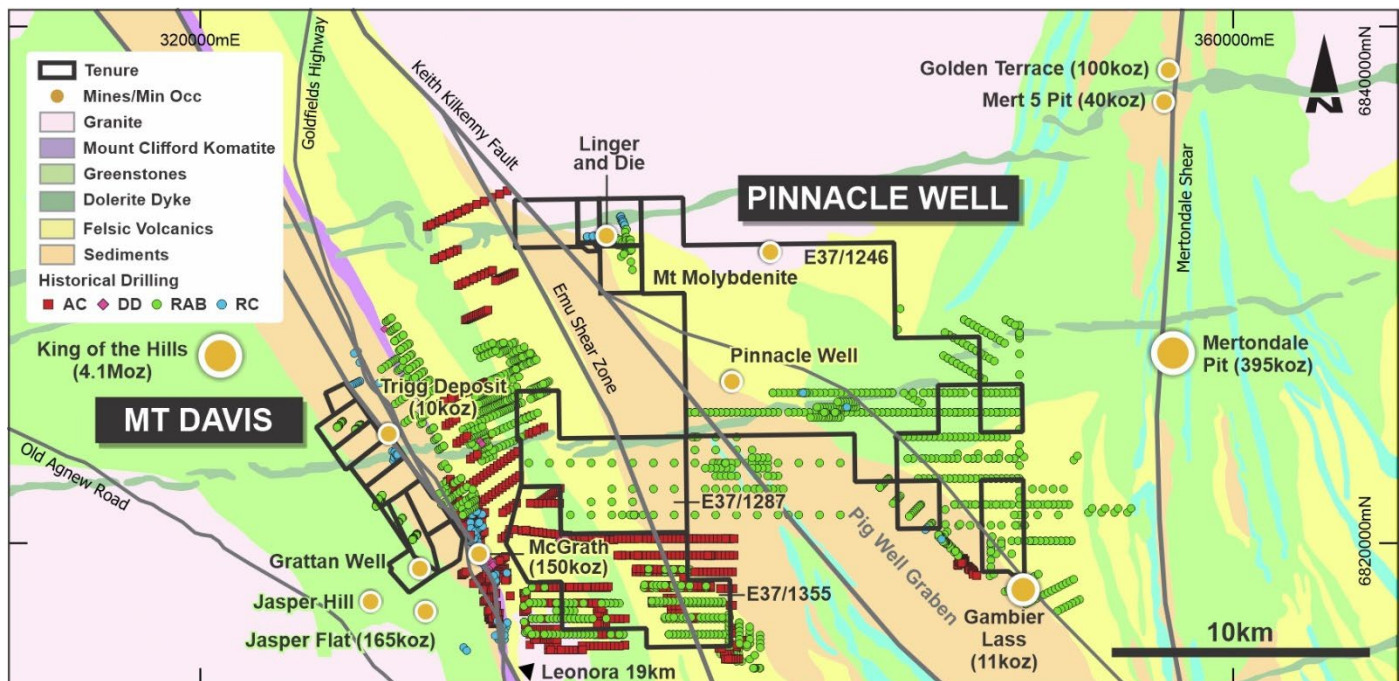 320000mE
360000mE
6840000mN
6820000mN
N
Tenure
Mines/Min Occ
Granite
Mount Clifford Komatite
Greenstones
Dolerite Dyke
Felsic Volcanics
Sediments
Historical Drilling
AC DD RAB RC
Goldfields Highway
Keith Kilkenny Fault
Linger
and Die
PINNACLE WELL
Golden Terrace (100koz)
Mert 5 Pit (40koz)
Mertondale Shear
E37/1246
Mt Molybdenite
Emu Shear Zone
King of the Hills
(4.1Moz)
Trigg Deposit
(10koz)
Pinnacle Well
Mertondale
Pit (395koz)
MT DAVIS
Old Agnew Road
E37/1287
Pig Well Graben
Grattan Well
McGrath
(150koz)
Jasper Hill
Jasper Flat (165koz)
E37/1355
Gambier
Lass
(11koz)
10km
Leonora 19km